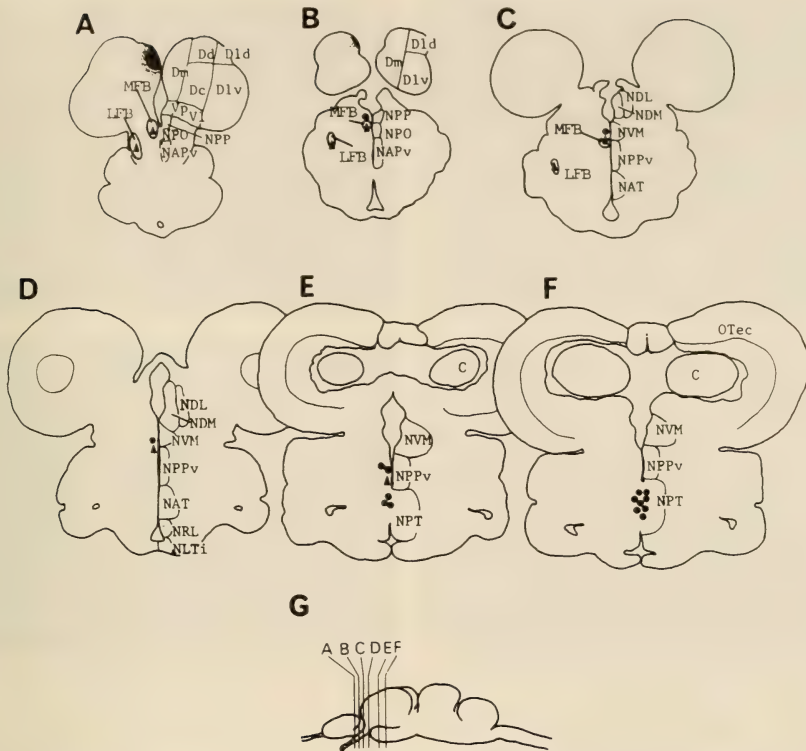 A
Dd
Dld
Dm
Dc
Dlv
MFB
LFB
VP
VI
NPO
NPP
NAPv
B
Dld
Dm
Dlv
MFB
NPP
NPO
LFB
NAPv
C
NDL
NDM
MFB
NVM
NPPv
LFB
NAT
D
NDL
NDM
NVM
NPPv
NAT
NRL
NLTi
E
C
NVM
NPPv
NPT
F
i
OTec
C
NVM
NPPv
NPT
G
A B C D E F